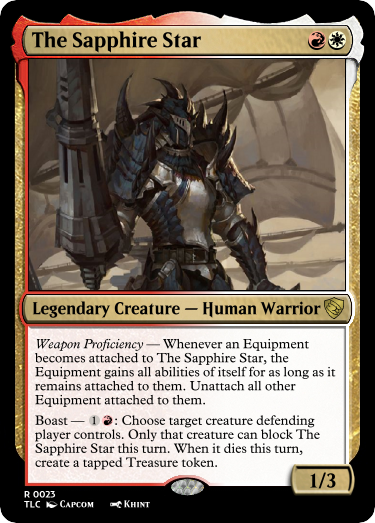 The Sapphire Star
Legendary Creature — Human Warrior
Weapon Proficiency — Whenever an Equipment
becomes attached to The Sapphire Star, the
Equipment gains all abilities of itself for as long as it
remains attached to them. Unattach all other
Equipment attached to them.
Boast — 1 : Choose target creature defending
player controls. Only that creature can block The
Sapphire Star this turn. When it dies this turn,
create a tapped Treasure token.
1/3
R 0023
TLC Capcom Khint